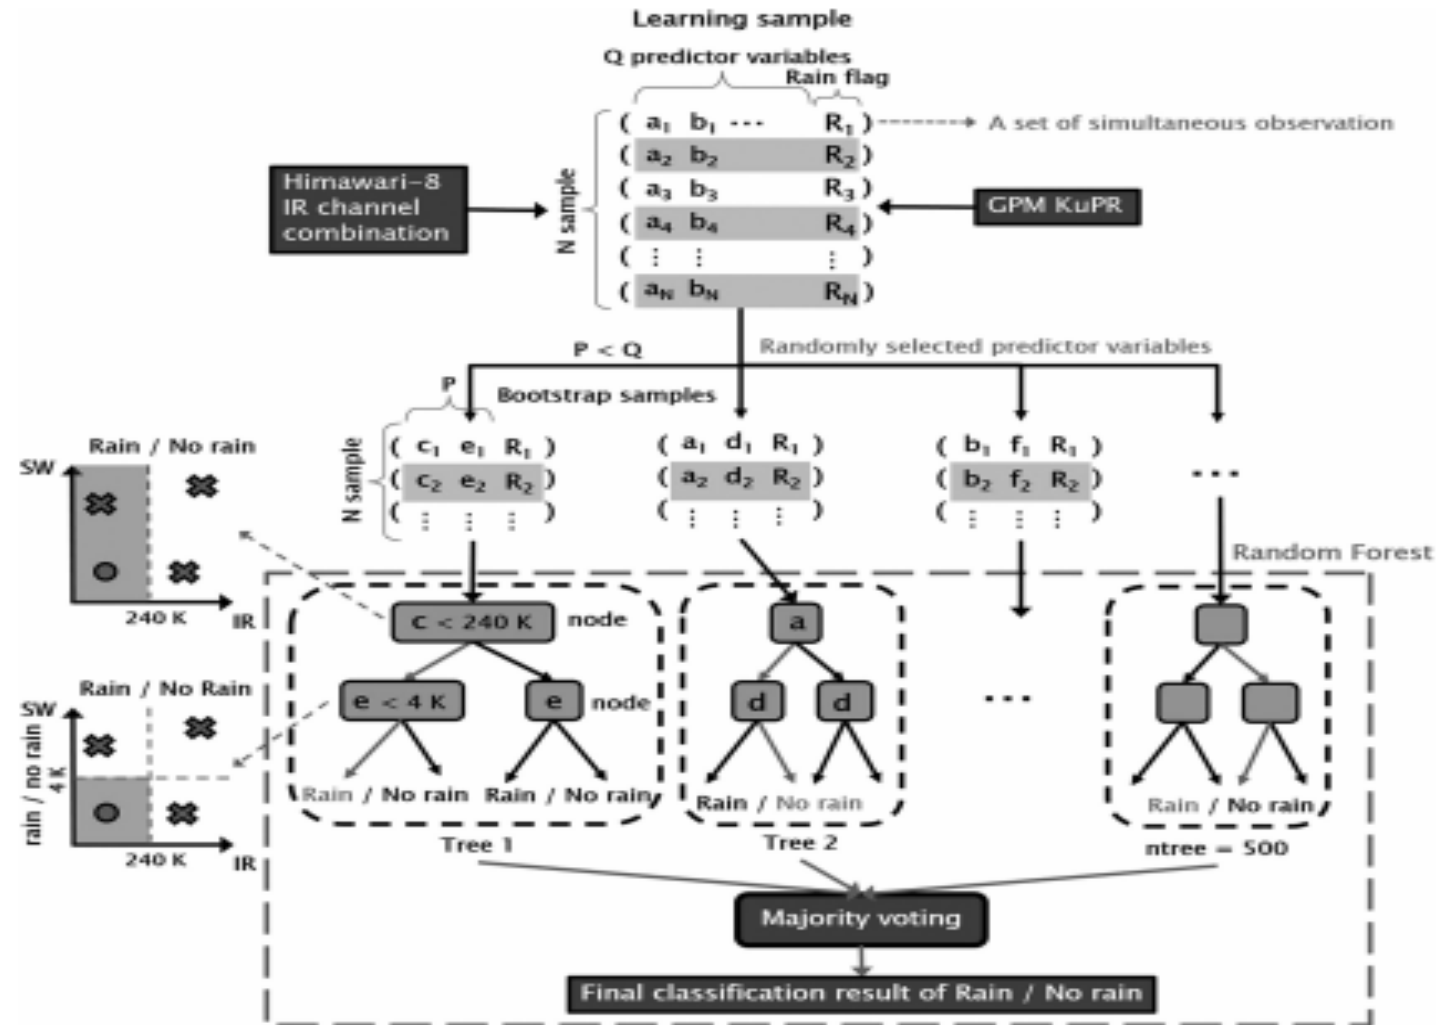 Learning sample
Q predictor variables
Rain flag
( a₁ b₁ ··· R₁ )
A set of simultaneous observation
( a₂ b₂ R₂ )
( a₃ b₃ R₃ )
( a₄ b₄ R₄ )
( ⋮ ⋮ ⋮ )
( a_N b_N R_N )
N sample
Himawari-8
IR channel
combination
GPM KuPR
P < Q
Randomly selected predictor variables
P
Bootstrap samples
N sample
( c₁ e₁ R₁ )
( c₂ e₂ R₂ )
( ⋮ ⋮ ⋮ )
( a₁ d₁ R₁ )
( a₂ d₂ R₂ )
( ⋮ ⋮ ⋮ )
( b₁ f₁ R₁ )
( b₂ f₂ R₂ )
( ⋮ ⋮ ⋮ )
···
Rain / No rain
SW
240 K
IR
Random Forest
c < 240 K
node
a
e < 4 K
e
node
d
d
···
Rain / No Rain
SW
rain / no rain
4 K
240 K
IR
Rain / No rain
Rain / No rain
Rain / No rain
Rain / No rain
Tree 1
Tree 2
ntree = 500
Majority voting
Final classification result of Rain / No rain